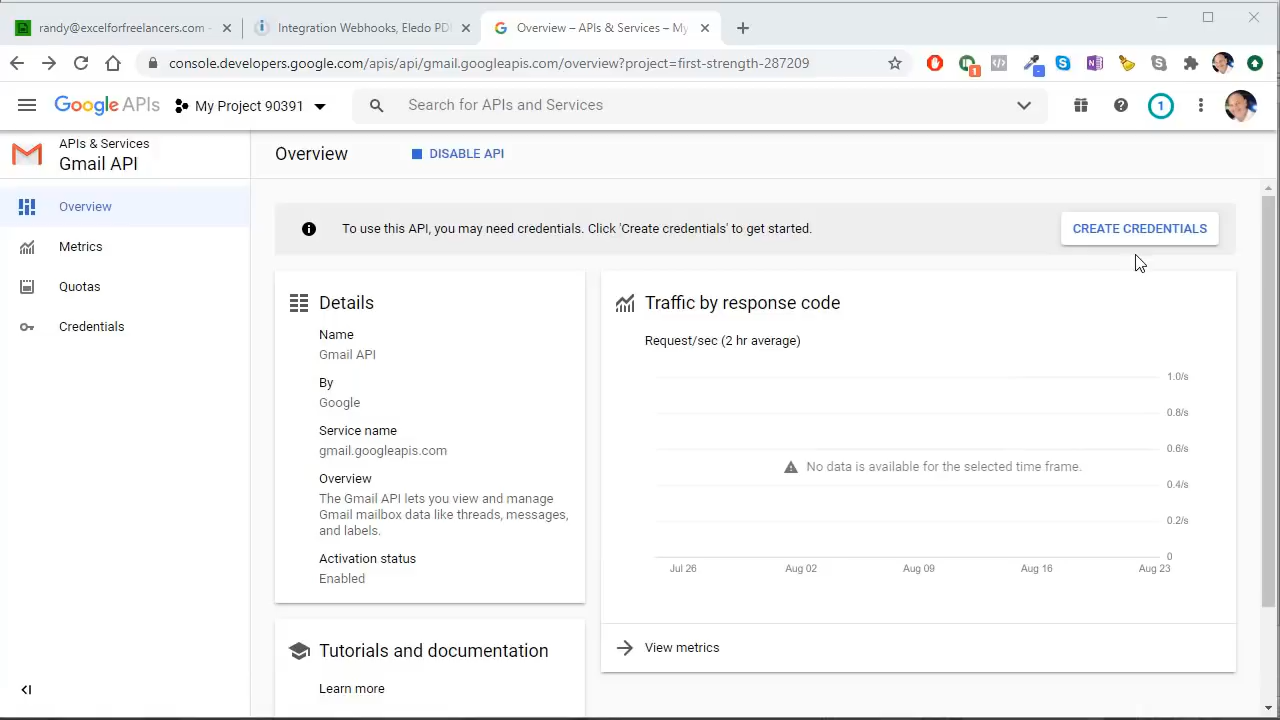 randy@excelforfreelancers.com -
Integration Webhooks, Eledo PD
Overview – APIs & Services – My
console.developers.google.com/apis/api/gmail.googleapis.com/overview?project=first-strength-287209
1
Google APIs
My Project 90391
Search for APIs and Services
1
APIs & Services
Gmail API
Overview
DISABLE API
Overview
Metrics
Quotas
Credentials
To use this API, you may need credentials. Click 'Create credentials' to get started.
CREATE CREDENTIALS
Details
Name
Gmail API
By
Google
Service name
gmail.googleapis.com
Overview
The Gmail API lets you view and manage
Gmail mailbox data like threads, messages,
and labels.
Activation status
Enabled
Traffic by response code
Request/sec (2 hr average)
1.0/s
0.8/s
0.6/s
No data is available for the selected time frame.
0.4/s
0.2/s
0
Jul 26
Aug 02
Aug 09
Aug 16
Aug 23
View metrics
Tutorials and documentation
Learn more